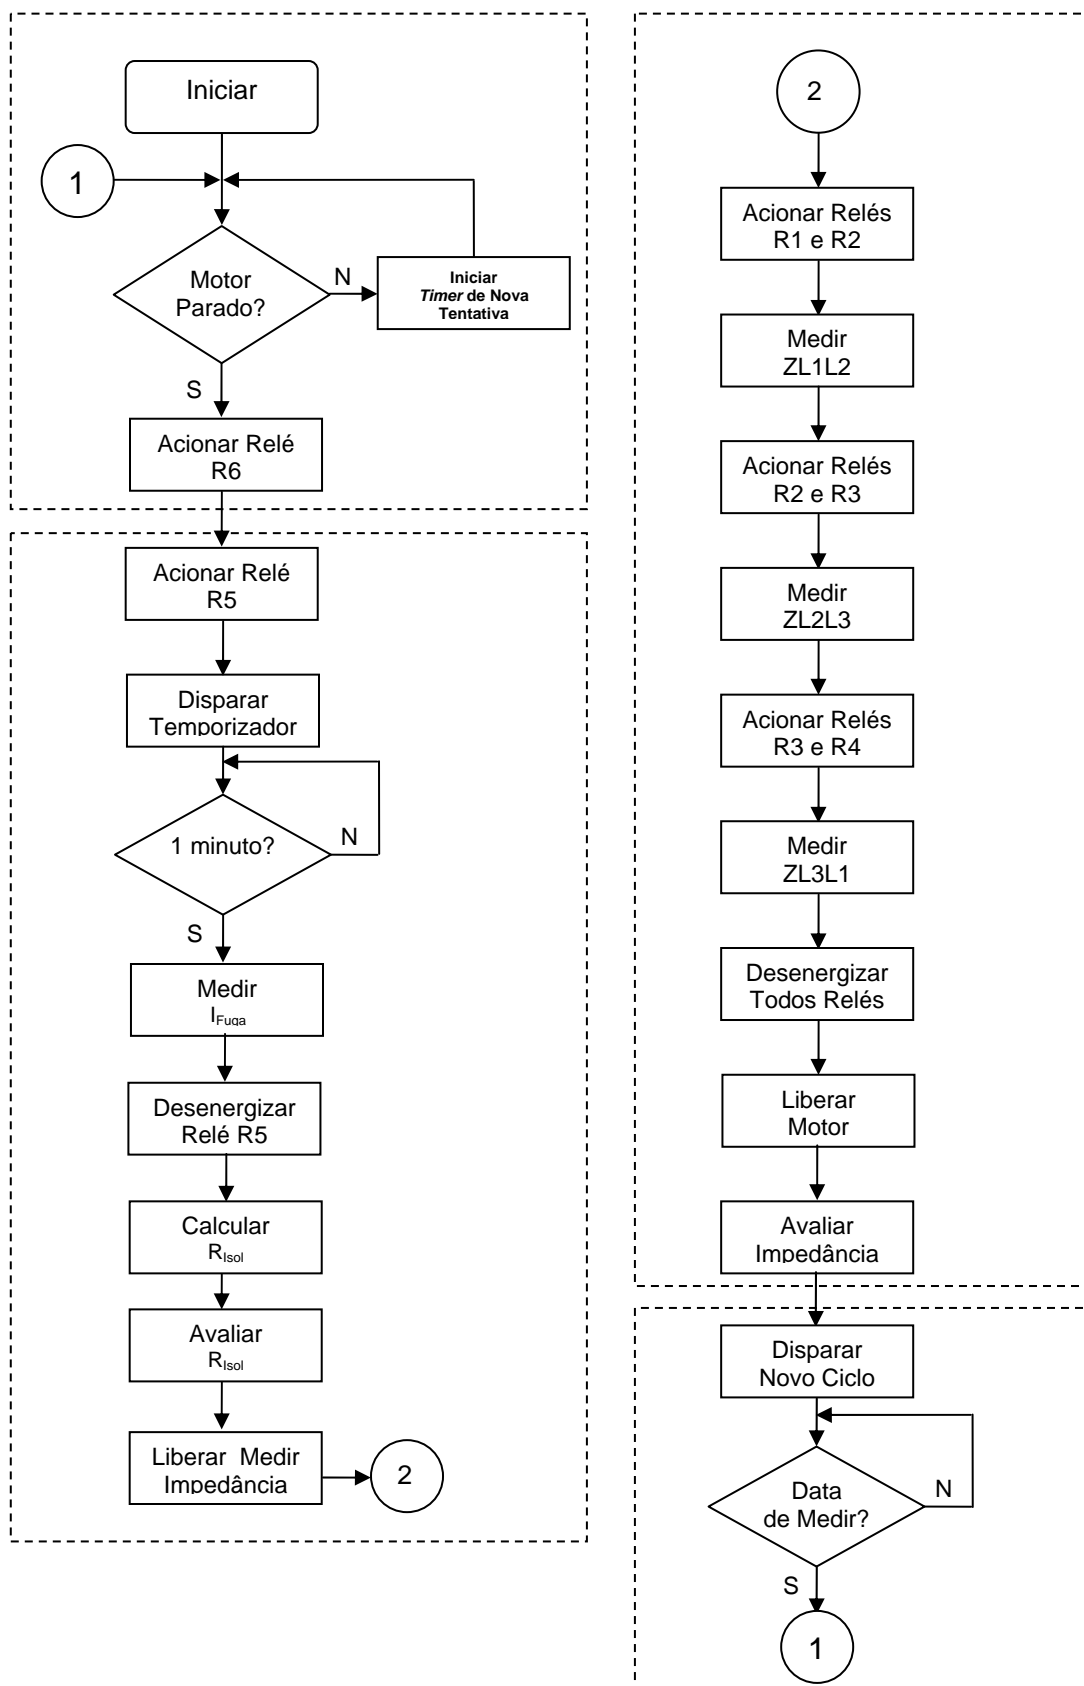 Iniciar
1
Motor
Parado?
N
Iniciar
Timer de Nova
Tentativa
S
Acionar Relé
R6
Acionar Relé
R5
Disparar
Temporizador
1 minuto?
N
S
Medir
IFuga
Desenergizar
Relé R5
Calcular
RIsol
Avaliar
RIsol
Liberar Medir
Impedância
2
2
Acionar Relés
R1 e R2
Medir
ZL1L2
Acionar Relés
R2 e R3
Medir
ZL2L3
Acionar Relés
R3 e R4
Medir
ZL3L1
Desenergizar
Todos Relés
Liberar
Motor
Avaliar
Impedância
Disparar
Novo Ciclo
Data
de Medir?
N
S
1